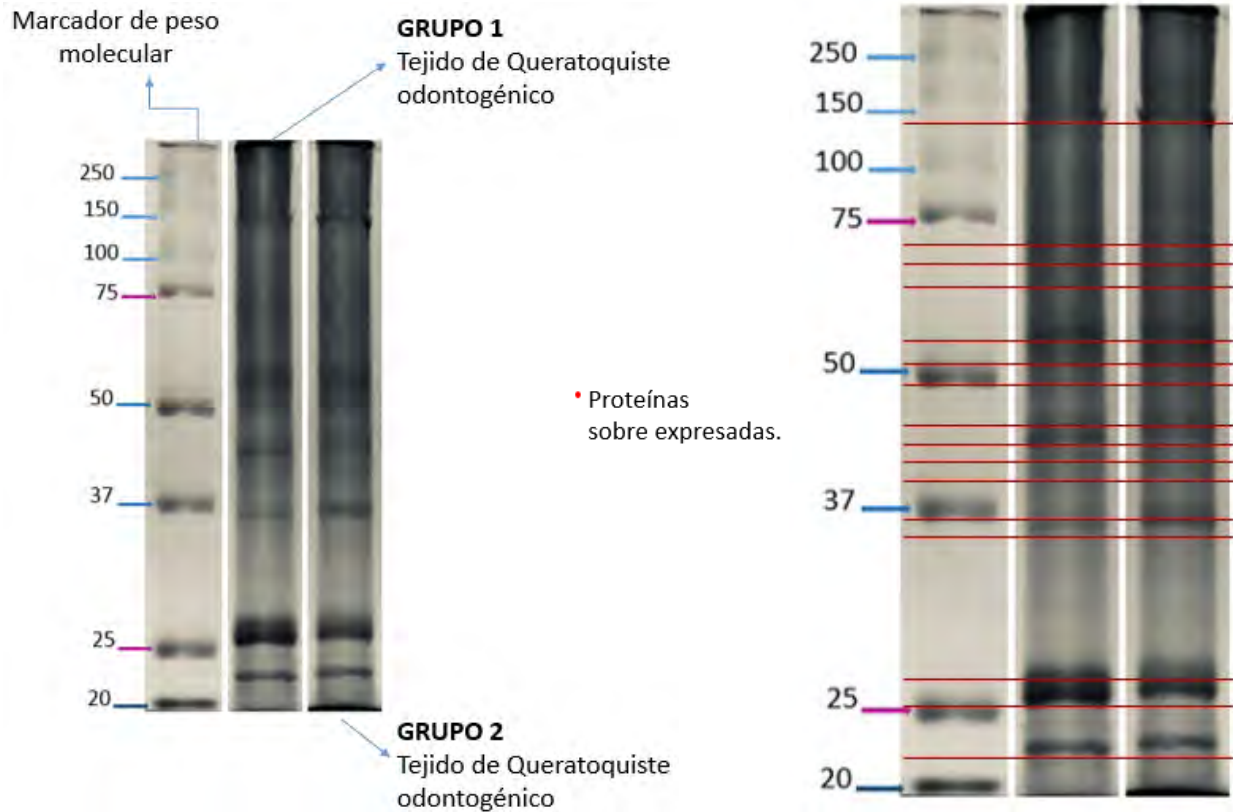 Marcador de peso
molecular
GRUPO 1
Tejido de Queratoquiste
odontogénico
250
150
100
75
50
37
25
20
GRUPO 2
Tejido de Queratoquiste
odontogénico
• Proteínas
sobre expresadas.
250
150
100
75
50
37
25
20